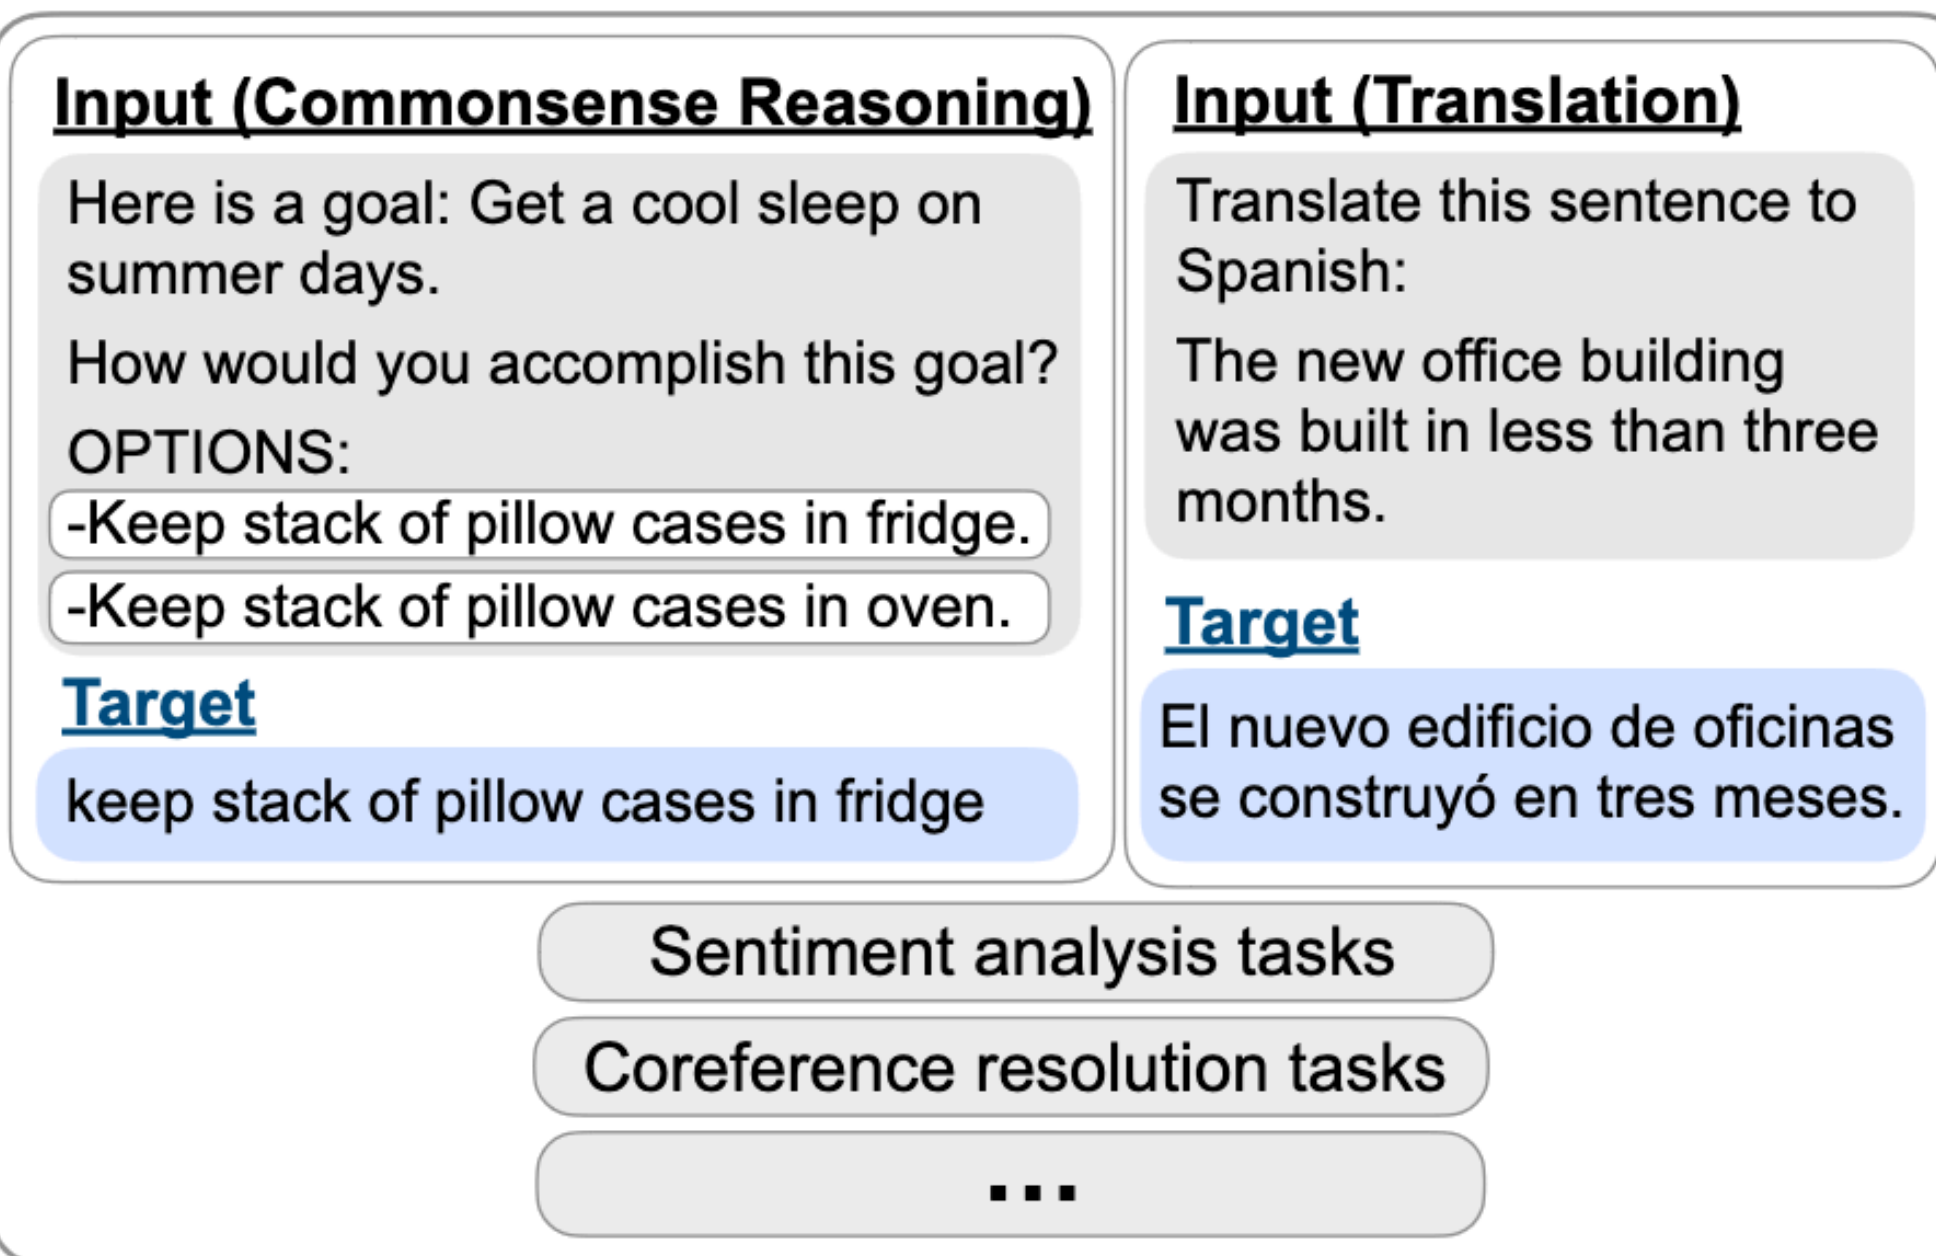 Input (Commonsense Reasoning)
Here is a goal: Get a cool sleep on
summer days.
How would you accomplish this goal?
OPTIONS:
-Keep stack of pillow cases in fridge.
-Keep stack of pillow cases in oven.
Target
keep stack of pillow cases in fridge
Input (Translation)
Translate this sentence to
Spanish:
The new office building
was built in less than three
months.
Target
El nuevo edificio de oficinas
se construyó en tres meses.
Sentiment analysis tasks
Coreference resolution tasks
...